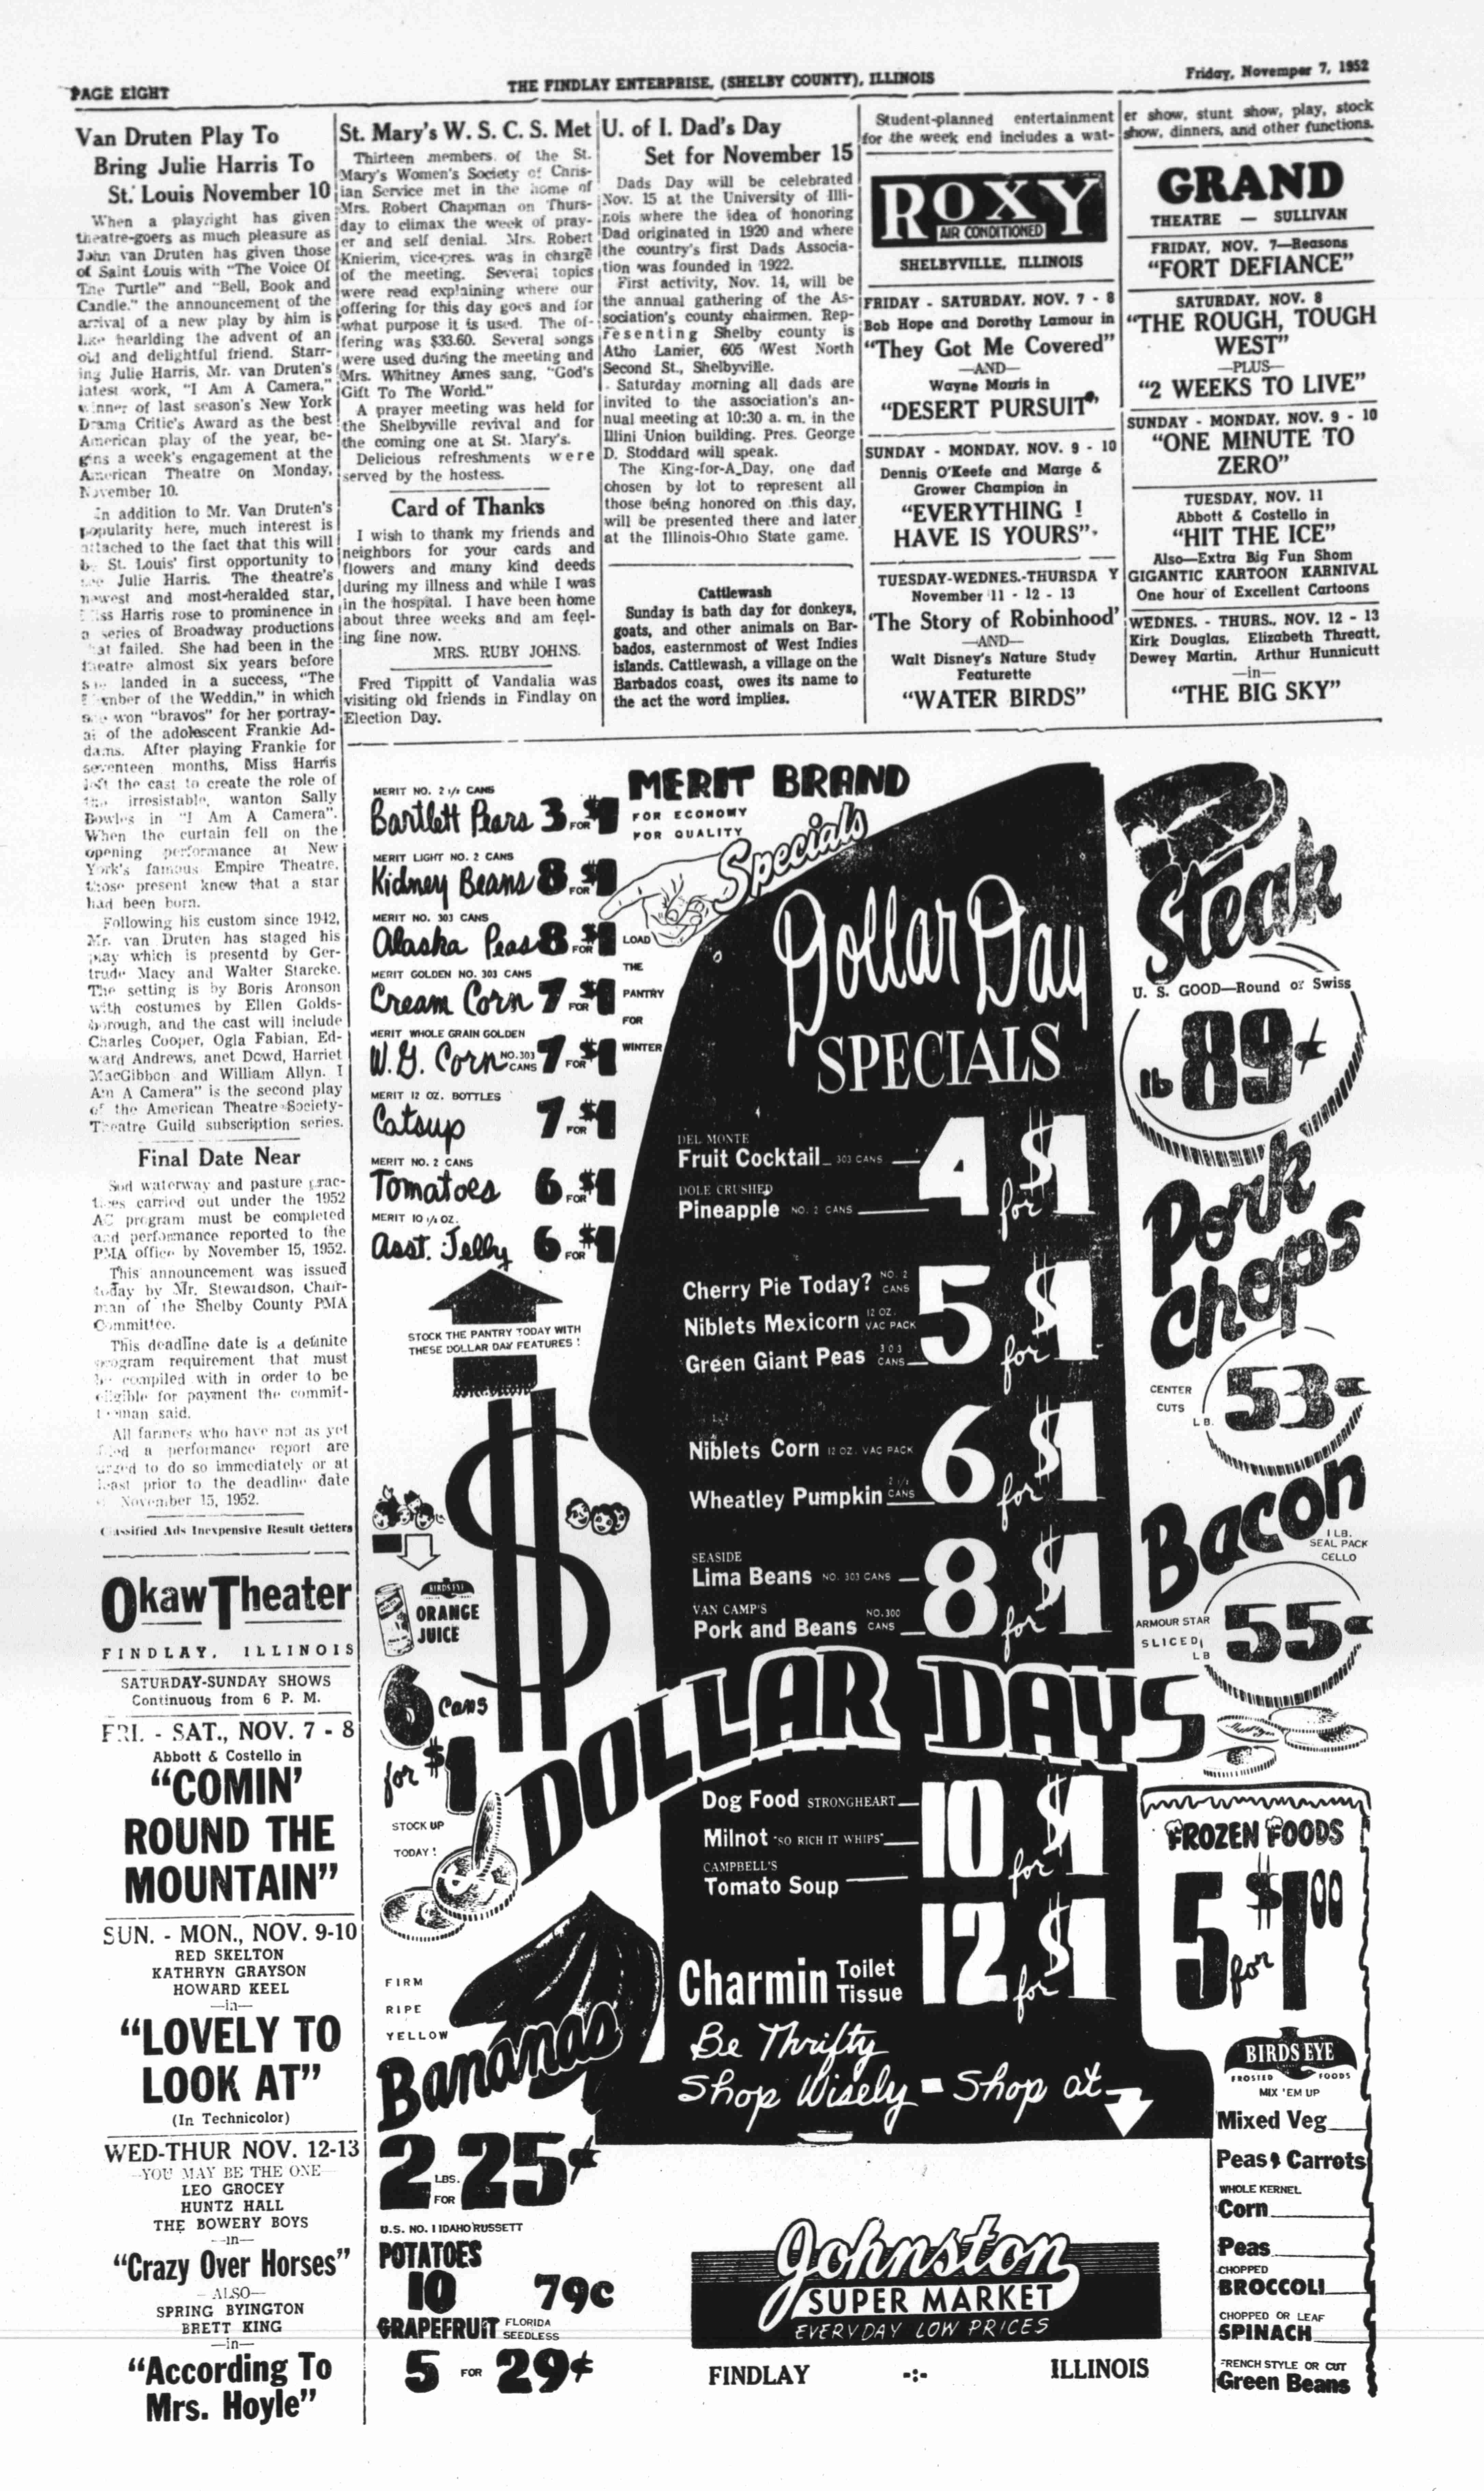 PAGE EIGHT
THE FINDLAY ENTERPRISE, (SHELBY COUNTY), ILLINOIS
Friday, Novemper 7, 1952
Van Druten Play To
Bring Julie Harris To
St. Louis November 10
When a playright has given
theatre-goers as much pleasure as
John van Druten has given those
of Saint Louis with "The Voice Of
The Turtle" and "Bell, Book and
Candle." the announcement of the
arrival of a new play by him is
like hearlding the advent of an
old and delightful friend. Starr-
ing Julie Harris, Mr. van Druten's
latest work, "I Am A Camera,"
winner of last season's New York
Drama Critic's Award as the best
American play of the year, be-
gins a week's engagement at the
American Theatre on Monday,
November 10.
In addition to Mr. Van Druten's
popularity here, much interest is
attached to the fact that this will
be St. Louis' first opportunity to
see Julie Harris. The theatre's
newest and most-heralded star,
Miss Harris rose to prominence in
a series of Broadway productions
that failed. She had been in the
theatre almost six years before
she landed in a success, "The
Member of the Weddin," in which
she won "bravos" for her portray-
al of the adolescent Frankie Ad-
dams. After playing Frankie for
seventeen months, Miss Harris
left the cast to create the role of
the irresistable, wanton Sally
Bowles in "I Am A Camera".
When the curtain fell on the
opening performance at New
York's famous Empire Theatre,
those present knew that a star
had been born.
Following his custom since 1942,
Mr. van Druten has staged his
play which is presentd by Ger-
trude Macy and Walter Starcke.
The setting is by Boris Aronson
with costumes by Ellen Golds-
borough, and the cast will include
Charles Cooper, Ogla Fabian, Ed-
ward Andrews, anet Dowd, Harriet
MacGibbon and William Allyn. I
Am A Camera" is the second play
of the American Theatre Society-
Theatre Guild subscription series.
Final Date Near
Sod waterway and pasture prac-
tices carried out under the 1952
AC program must be completed
and performance reported to the
PMA office by November 15, 1952.
This announcement was issued
today by Mr. Stewardson, Chair-
man of the Shelby County PMA
Committee.
This deadline date is a definite
program requirement that must
be compiled with in order to be
eligible for payment the commit-
teeman said.
All farmers who have not as yet
filed a performance report are
urged to do so immediately or at
least prior to the deadline date
of November 15, 1952.
Classified Ads Inexpensive Result Getters
Okaw Theater
FINDLAY, ILLINOIS
SATURDAY-SUNDAY SHOWS
Continuous from 6 P. M.
FRI. - SAT., NOV. 7 - 8
Abbott & Costello in
"COMIN'
ROUND THE
MOUNTAIN"
SUN. - MON., NOV. 9-10
RED SKELTON
KATHRYN GRAYSON
HOWARD KEEL
—in—
"LOVELY TO
LOOK AT"
(In Technicolor)
WED-THUR NOV. 12-13
—YOU MAY BE THE ONE—
LEO GROCEY
HUNTZ HALL
THE BOWERY BOYS
—in—
"Crazy Over Horses"
— ALSO—
SPRING BYINGTON
BRETT KING
—in—
"According To
Mrs. Hoyle"
St. Mary's W. S. C. S. Met
Thirteen members of the St.
Mary's Women's Society of Chris-
ian Service met in the home of
Mrs. Robert Chapman on Thurs-
day to climax the week of pray-
er and self denial. Mrs. Robert
Knierim, vice-pres. was in charge
of the meeting. Several topics
were read explaining where our
offering for this day goes and for
what purpose it is used. The of-
fering was $33.60. Several songs
were used during the meeting and
Mrs. Whitney Ames sang, "God's
Gift To The World."
A prayer meeting was held for
the Shelbyville revival and for
the coming one at St. Mary's.
Delicious refreshments were
served by the hostess.
Card of Thanks
I wish to thank my friends and
neighbors for your cards and
flowers and many kind deeds
during my illness and while I was
in the hospital. I have been home
about three weeks and am feel-
ing fine now.
MRS. RUBY JOHNS.
Fred Tippitt of Vandalia was
visiting old friends in Findlay on
Election Day.
U. of I. Dad's Day
Set for November 15
Dads Day will be celebrated
Nov. 15 at the University of Illi-
nois where the idea of honoring
Dad originated in 1920 and where
the country's first Dads Associa-
tion was founded in 1922.
First activity, Nov. 14, will be
the annual gathering of the As-
sociation's county chairmen. Rep-
resenting Shelby county is
Atho Lanier, 605 West North
Second St., Shelbyville.
Saturday morning all dads are
invited to the association's an-
nual meeting at 10:30 a. m. in the
Illini Union building. Pres. George
D. Stoddard will speak.
The King-for-A_Day, one dad
chosen by lot to represent all
those being honored on this day,
will be presented there and later
at the Illinois-Ohio State game.
Cattlewash
Sunday is bath day for donkeys,
goats, and other animals on Bar-
bados, easternmost of West Indies
islands. Cattlewash, a village on the
Barbados coast, owes its name to
the act the word implies.
Student-planned entertainment
for the week end includes a wat-
er show, stunt show, play, stock
show, dinners, and other functions.
ROXY
AIR CONDITIONED
SHELBYVILLE, ILLINOIS
FRIDAY - SATURDAY, NOV. 7 - 8
Bob Hope and Dorothy Lamour in
"They Got Me Covered"
—AND—
Wayne Morris in
"DESERT PURSUIT"
SUNDAY - MONDAY, NOV. 9 - 10
Dennis O'Keefe and Marge &
Grower Champion in
"EVERYTHING !
HAVE IS YOURS".
TUESDAY-WEDNES.-THURSDA Y
November 11 - 12 - 13
'The Story of Robinhood'
—AND—
Walt Disney's Nature Study
Featurette
"WATER BIRDS"
GRAND
THEATRE — SULLIVAN
FRIDAY, NOV. 7—Reasons
"FORT DEFIANCE"
SATURDAY, NOV. 8
"THE ROUGH, TOUGH
WEST"
—PLUS—
"2 WEEKS TO LIVE"
SUNDAY - MONDAY, NOV. 9 - 10
"ONE MINUTE TO
ZERO"
TUESDAY, NOV. 11
Abbott & Costello in
"HIT THE ICE"
Also—Extra Big Fun Shom
GIGANTIC KARTOON KARNIVAL
One hour of Excellent Cartoons
WEDNES. - THURS., NOV. 12 - 13
Kirk Douglas, Elizabeth Threatt,
Dewey Martin, Arthur Hunnicutt
—in—
"THE BIG SKY"
MERIT BRAND
FOR ECONOMY
FOR QUALITY
Specials
MERIT NO. 2 1/2 CANS
Bartlett Pears 3 FOR $1
MERIT LIGHT NO. 2 CANS
Kidney Beans 8 FOR $1
MERIT NO. 303 CANS
Alaska Peas 8 FOR $1
MERIT GOLDEN NO. 303 CANS
Cream Corn 7 FOR $1
MERIT WHOLE GRAIN GOLDEN
W.G. Corn NO. 303 CANS 7 FOR $1
MERIT 12 OZ. BOTTLES
Catsup 7 FOR $1
MERIT NO. 2 CANS
Tomatoes 6 FOR $1
MERIT 10 1/2 OZ.
Asst. Jelly 6 FOR $1
LOAD
THE
PANTRY
FOR
WINTER
STOCK THE PANTRY TODAY WITH
THESE DOLLAR DAY FEATURES !
BIRDS EYE
ORANGE
JUICE
6 Cans
for $1
STOCK UP
TODAY !
$
Dollar Day
SPECIALS
DEL MONTE
Fruit Cocktail 303 CANS
DOLE CRUSHED
Pineapple NO. 2 CANS
4 for $1
Cherry Pie Today? NO. 2 CANS
Niblets Mexicorn 12 OZ. VAC PACK
Green Giant Peas 303 CANS
5 for $1
Niblets Corn 12 OZ. VAC PACK
Wheatley Pumpkin 2 1/2 CANS
6 for $1
SEASIDE
Lima Beans NO. 303 CANS
VAN CAMP'S
Pork and Beans NO. 300 CANS
8 for $1
DOLLAR DAYS
Dog Food STRONGHEART
Milnot "SO RICH IT WHIPS"
CAMPBELL'S
Tomato Soup
10 for $1
Charmin Toilet Tissue
12 for $1
Be Thrifty
Shop Wisely - Shop at
Steak
U. S. GOOD—Round or Swiss
lb 89¢
Pork
Chops
CENTER
CUTS
LB. 53¢
Bacon
1 LB.
SEAL PACK
CELLO
ARMOUR STAR
SLICED
LB 55¢
FROZEN FOODS
5 for $1.00
BIRDS EYE
FROSTED FOODS
MIX 'EM UP
Mixed Veg
Peas & Carrots
WHOLE KERNEL
Corn
Peas
CHOPPED
BROCCOLI
CHOPPED OR LEAF
SPINACH
FRENCH STYLE OR CUT
Green Beans
FIRM
RIPE
YELLOW
Bananas
2 LBS. FOR 25¢
U.S. NO. 1 IDAHO RUSSETT
POTATOES
10 79c
GRAPEFRUIT FLORIDA SEEDLESS
5 FOR 29¢
Johnston
SUPER MARKET
EVERYDAY LOW PRICES
FINDLAY -:- ILLINOIS